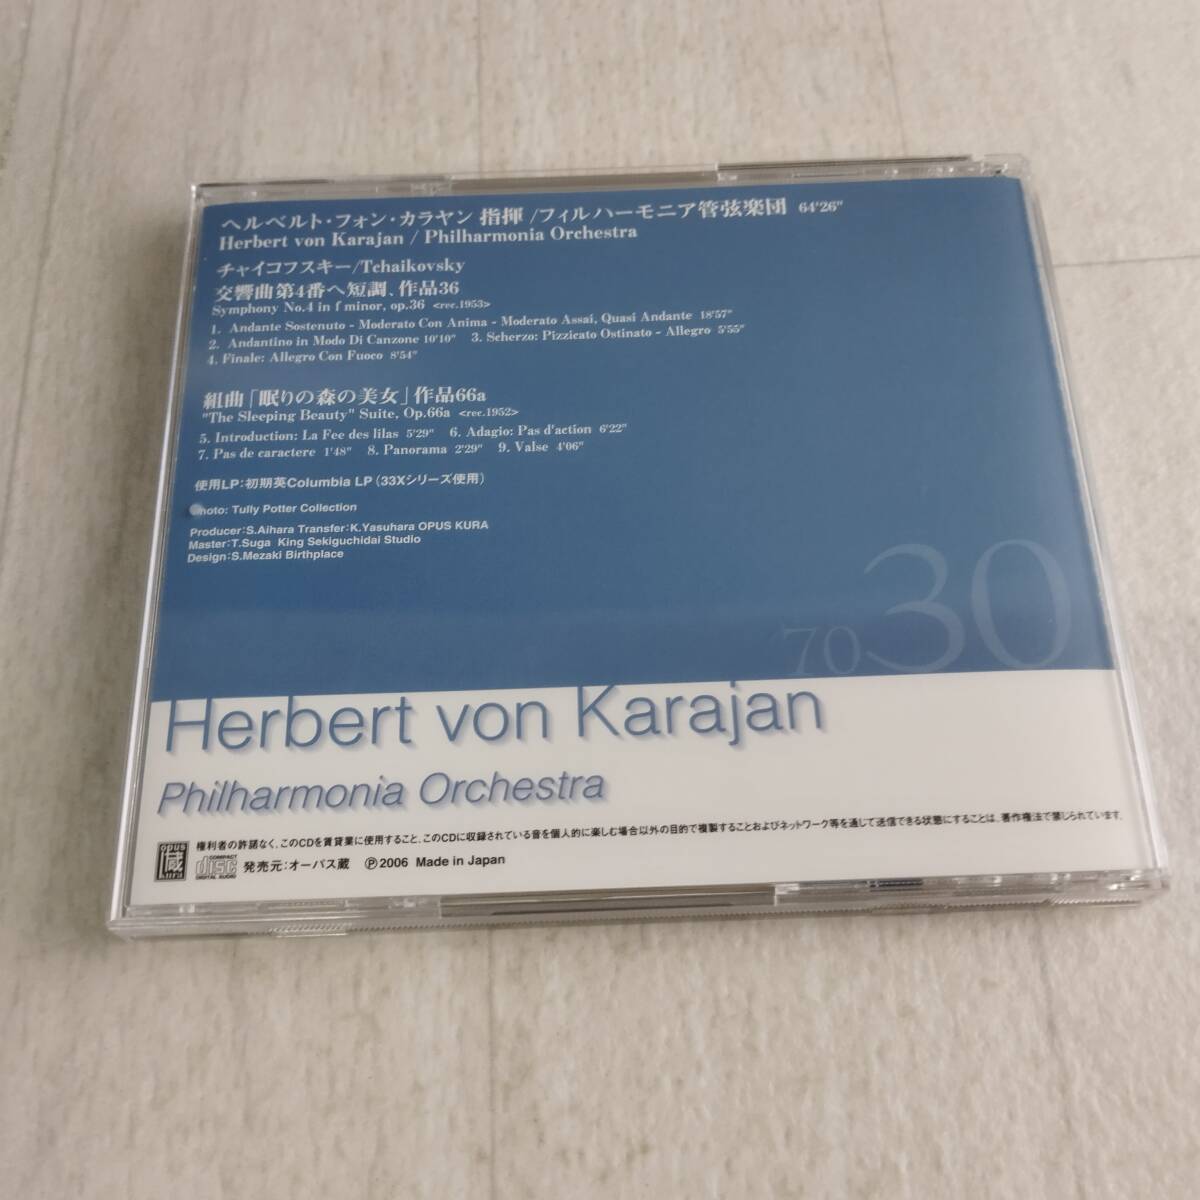 ヘルベルト・フォン・カラヤン 指揮 /フィルハーモニア管弦楽団 64'26"
Herbert von Karajan / Philharmonia Orchestra
チャイコフスキー/Tchaikovsky
交響曲第4番ヘ短調、作品36
Symphony No.4 in f minor, op.36 <rec.1953>
1. Andante Sostenuto - Moderato Con Anima - Moderato Assai, Quasi Andante 18'57"
2. Andantino in Modo Di Canzone 10'10" 3. Scherzo: Pizzicato Ostinato - Allegro 5'55"
4. Finale: Allegro Con Fuoco 8'54"
組曲「眠りの森の美女」作品66a
"The Sleeping Beauty" Suite, Op.66a <rec.1952>
5. Introduction: La Fee des lilas 5'29" 6. Adagio: Pas d'action 6'22"
7. Pas de caractere 1'48" 8. Panorama 2'29" 9. Valse 4'06"
使用LP:初期英Columbia LP (33Xシリーズ使用)
Photo: Tully Potter Collection
Producer:S.Aihara Transfer:K.Yasuhara OPUS KURA
Master:T.Suga King Sekiguchidai Studio
Design:S.Mezaki Birthplace
7030
Herbert von Karajan
Philharmonia Orchestra
権利者の許諾なく、このCDを賃貸業に使用すること、このCDに収録されている音を個人的に楽しむ場合以外の目的で複製することおよびネットワーク等を通じて送信できる状態にすることは、著作権法で禁じられています。
opus 蔵 kura COMPACT disc DIGITAL AUDIO 発売元:オーパス蔵 ℗2006 Made in Japan